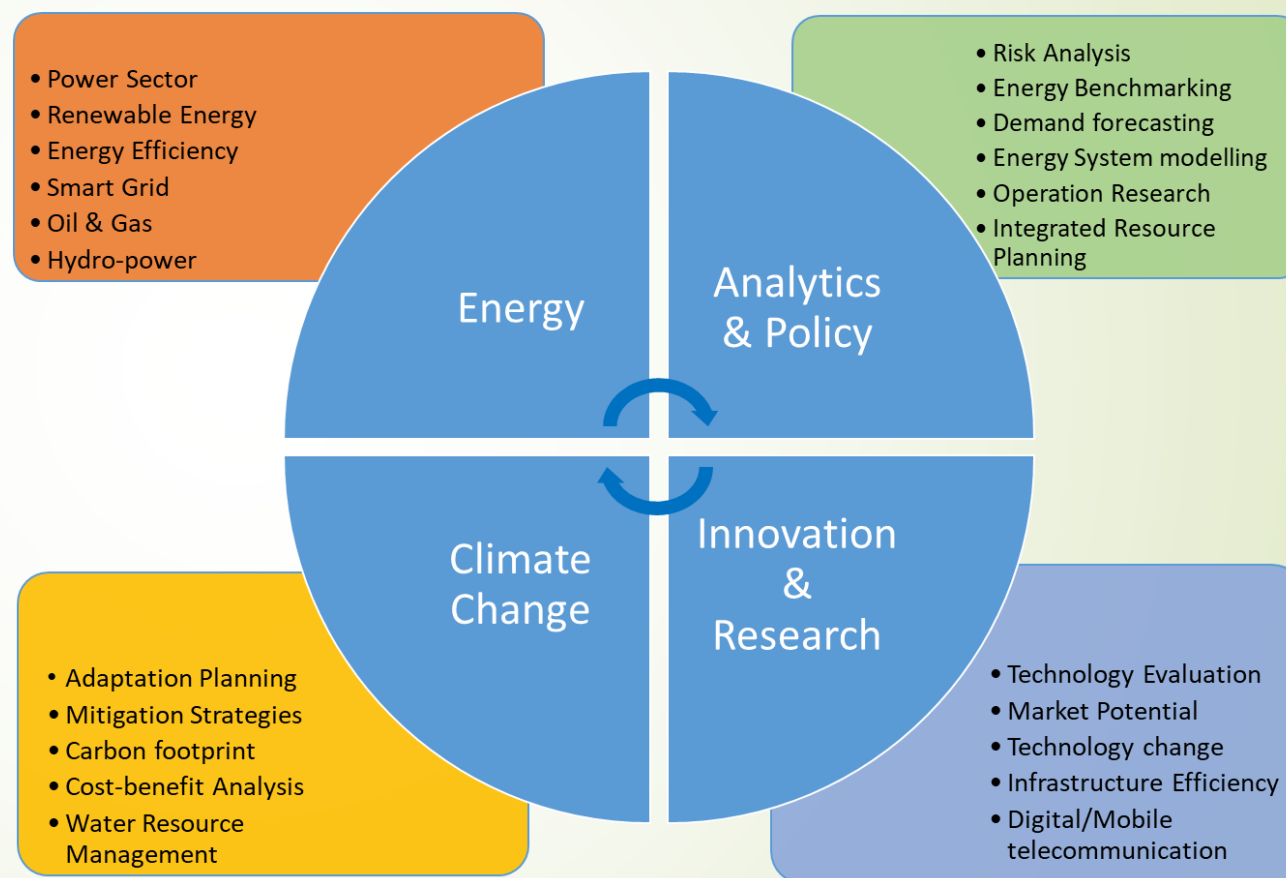 • Power Sector
• Renewable Energy
• Energy Efficiency
• Smart Grid
• Oil & Gas
• Hydro-power
• Risk Analysis
• Energy Benchmarking
• Demand forecasting
• Energy System modelling
• Operation Research
• Integrated Resource
Planning
Energy
Analytics
& Policy
Climate
Change
Innovation
&
Research
• Adaptation Planning
• Mitigation Strategies
• Carbon footprint
• Cost-benefit Analysis
• Water Resource
Management
• Technology Evaluation
• Market Potential
• Technology change
• Infrastructure Efficiency
• Digital/Mobile
telecommunication